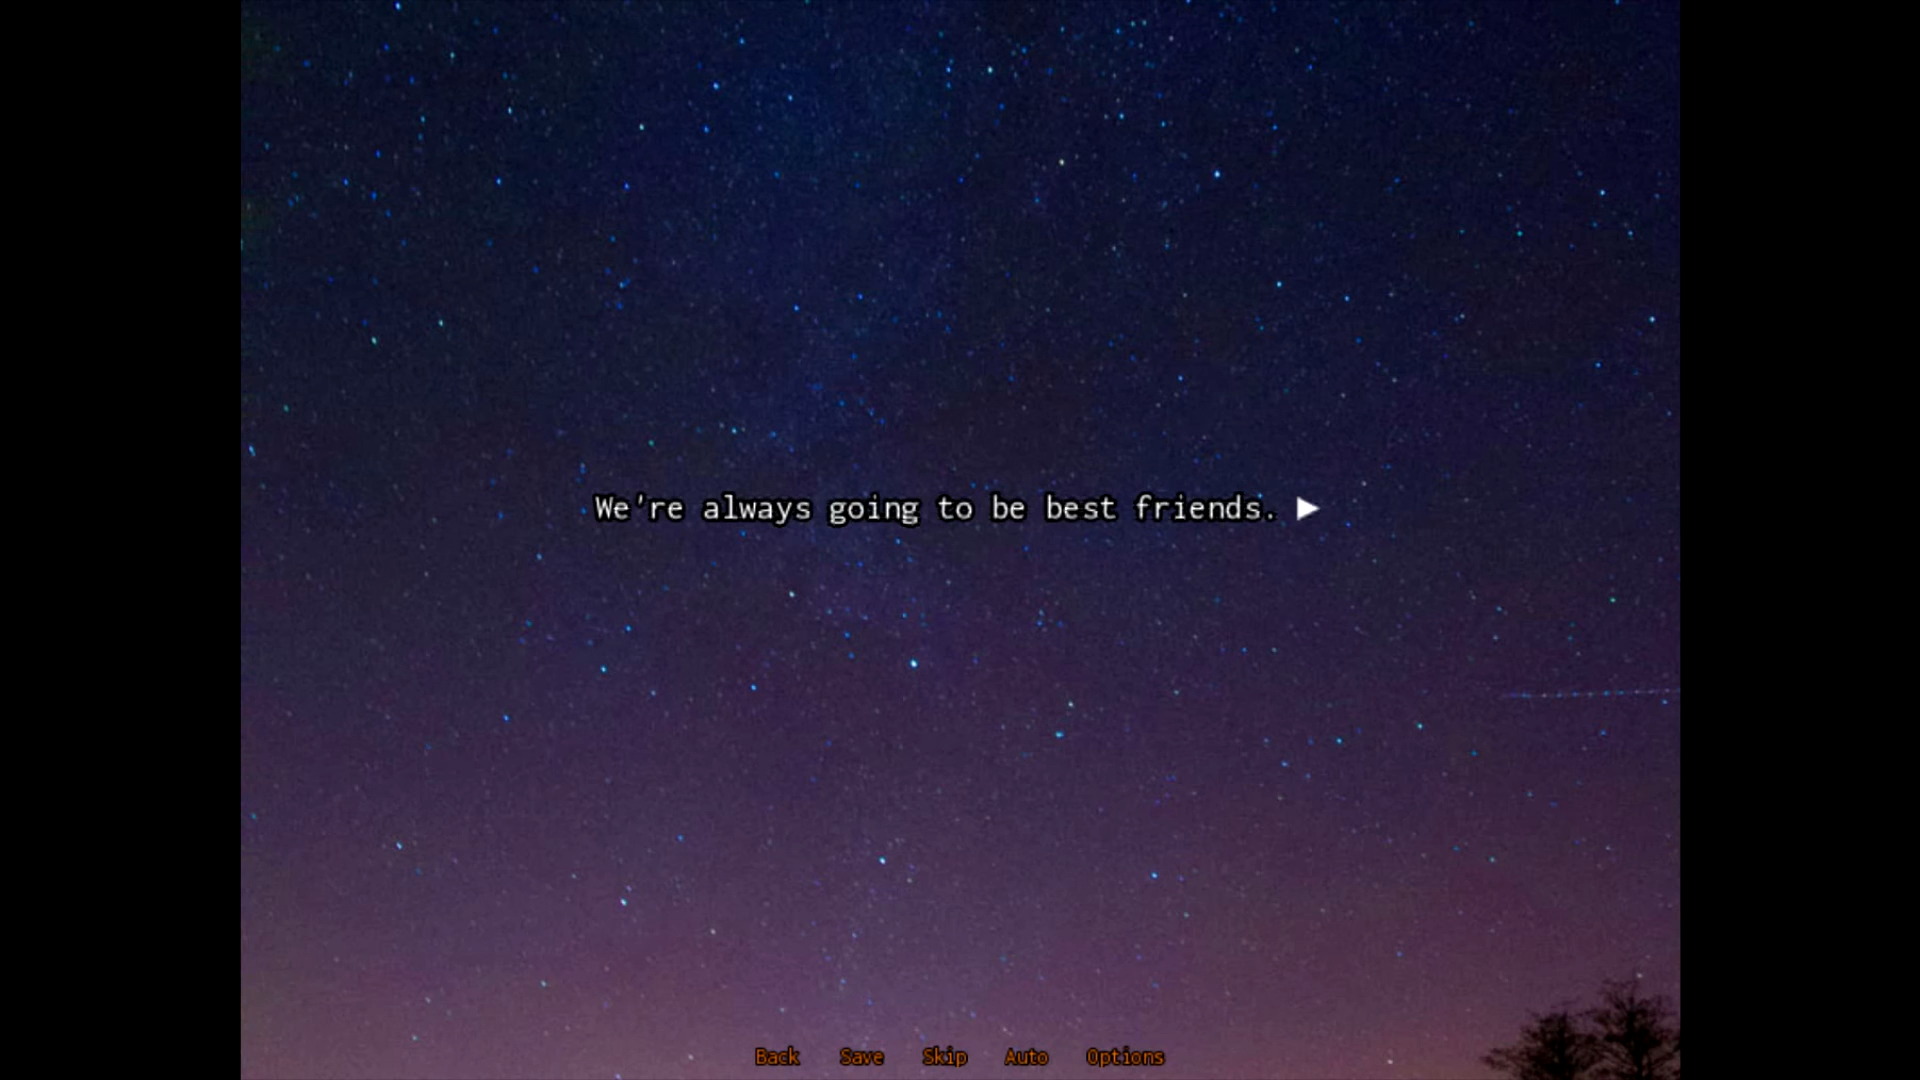 We're always going to be best friends. ▶
Back Save Skip Auto Options